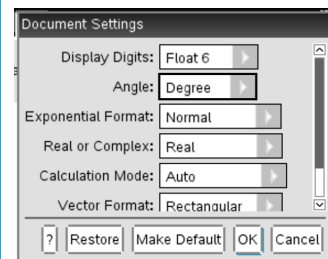 Document Settings
Display Digits: Float 6
Angle: Degree
Exponential Format: Normal
Real or Complex: Real
Calculation Mode: Auto
Vector Format: Rectangular
? Restore Make Default OK Cancel